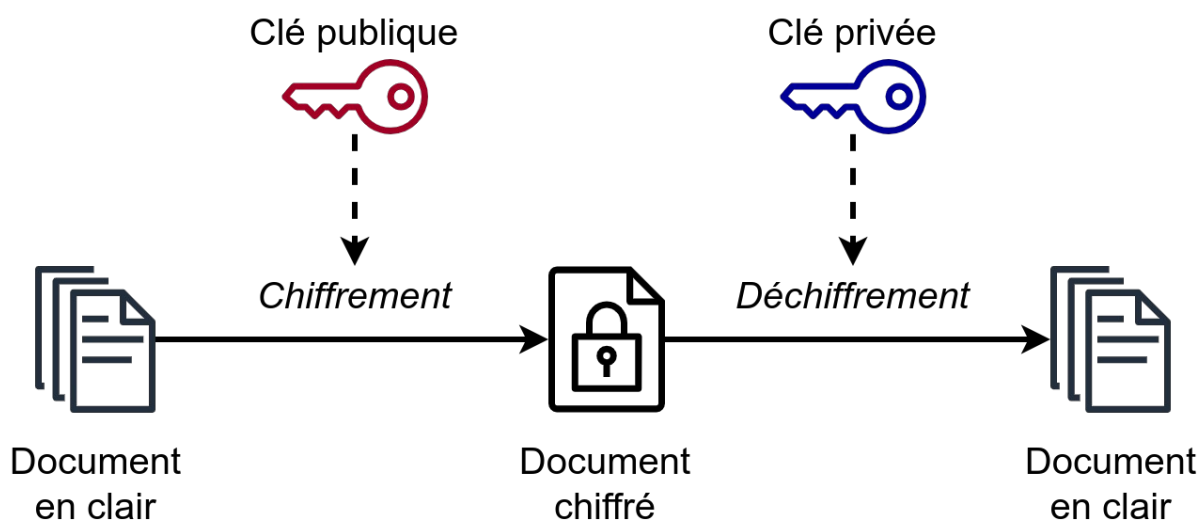 Clé publique
Clé privée
Chiffrement
Déchiffrement
Document
en clair
Document
chiffré
Document
en clair